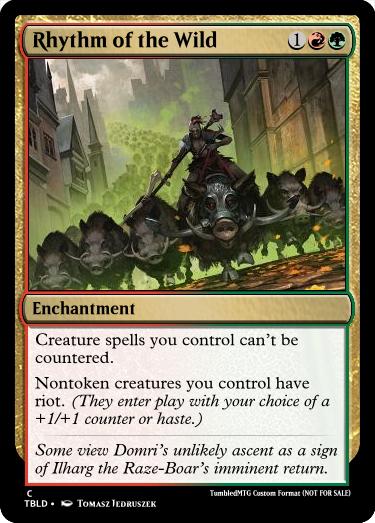 Rhythm of the Wild 1
Enchantment
Creature spells you control can't be
countered.
Nontoken creatures you control have
riot. (They enter play with your choice of a
+1/+1 counter or haste.)
Some view Domri's unlikely ascent as a sign
of Ilharg the Raze-Boar's imminent return.
C
TBLD • Tomasz Jedruszek
TumbledMTG Custom Format (NOT FOR SALE)